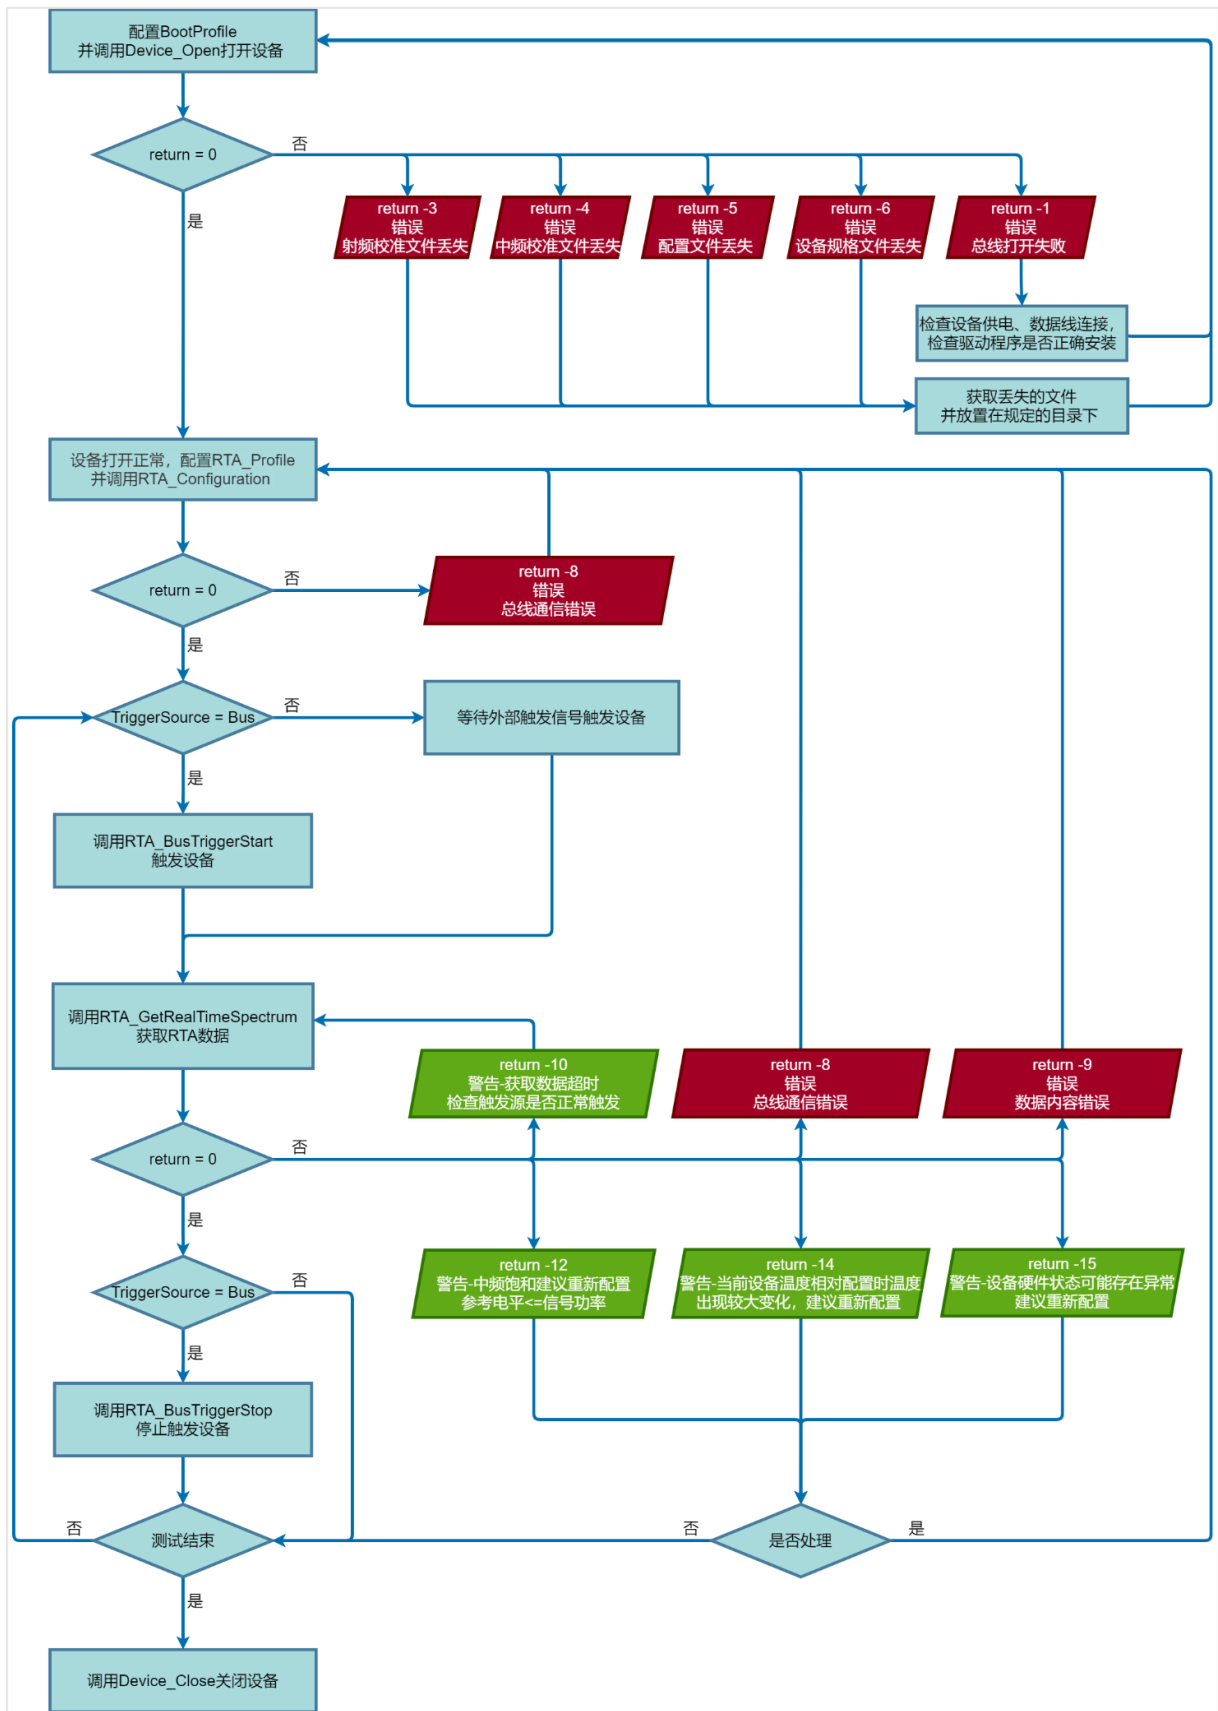 配置BootProfile
并调用Device_Open打开设备
return = 0
否
是
return -3
错误
射频校准文件丢失
return -4
错误
中频校准文件丢失
return -5
错误
配置文件丢失
return -6
错误
设备规格文件丢失
return -1
错误
总线打开失败
检查设备供电、数据线连接，
检查驱动程序是否正确安装
获取丢失的文件
并放置在规定的目录下
设备打开正常，配置RTA_Profile
并调用RTA_Configuration
return = 0
否
是
return -8
错误
总线通信错误
TriggerSource = Bus
否
是
等待外部触发信号触发设备
调用RTA_BusTriggerStart
触发设备
调用RTA_GetRealTimeSpectrum
获取RTA数据
return -10
警告-获取数据超时
检查触发源是否正常触发
return -8
错误
总线通信错误
return -9
错误
数据内容错误
return = 0
否
是
return -12
警告-中频饱和建议重新配置
参考电平<=信号功率
return -14
警告-当前设备温度相对配置时温度
出现较大变化，建议重新配置
return -15
警告-设备硬件状态可能存在异常
建议重新配置
TriggerSource = Bus
否
是
调用RTA_BusTriggerStop
停止触发设备
测试结束
否
是
是否处理
否
是
调用Device_Close关闭设备